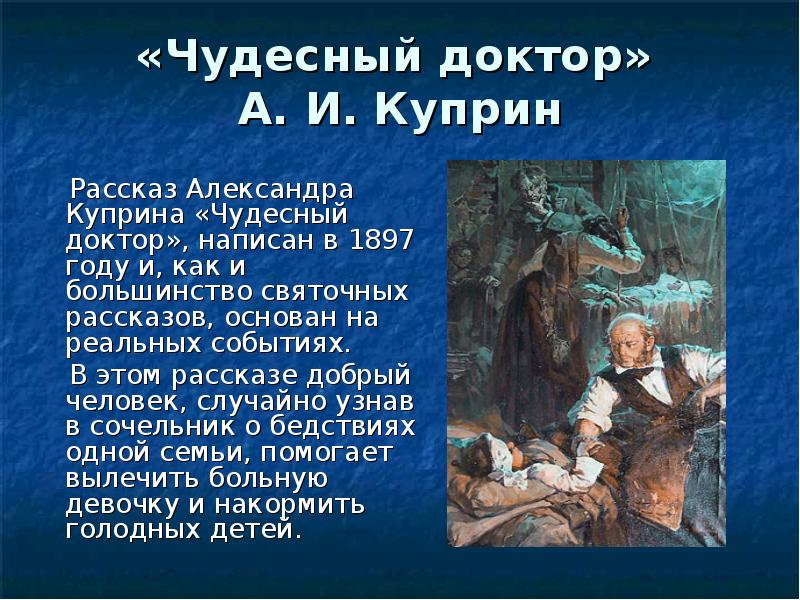 «Чудесный доктор»
А. И. Куприн
Рассказ Александра
Куприна «Чудесный
доктор», написан в 1897
году и, как и
большинство святочных
рассказов, основан на
реальных событиях.
В этом рассказе добрый
человек, случайно узнав
в сочельник о бедствиях
одной семьи, помогает
вылечить больную
девочку и накормить
голодных детей.